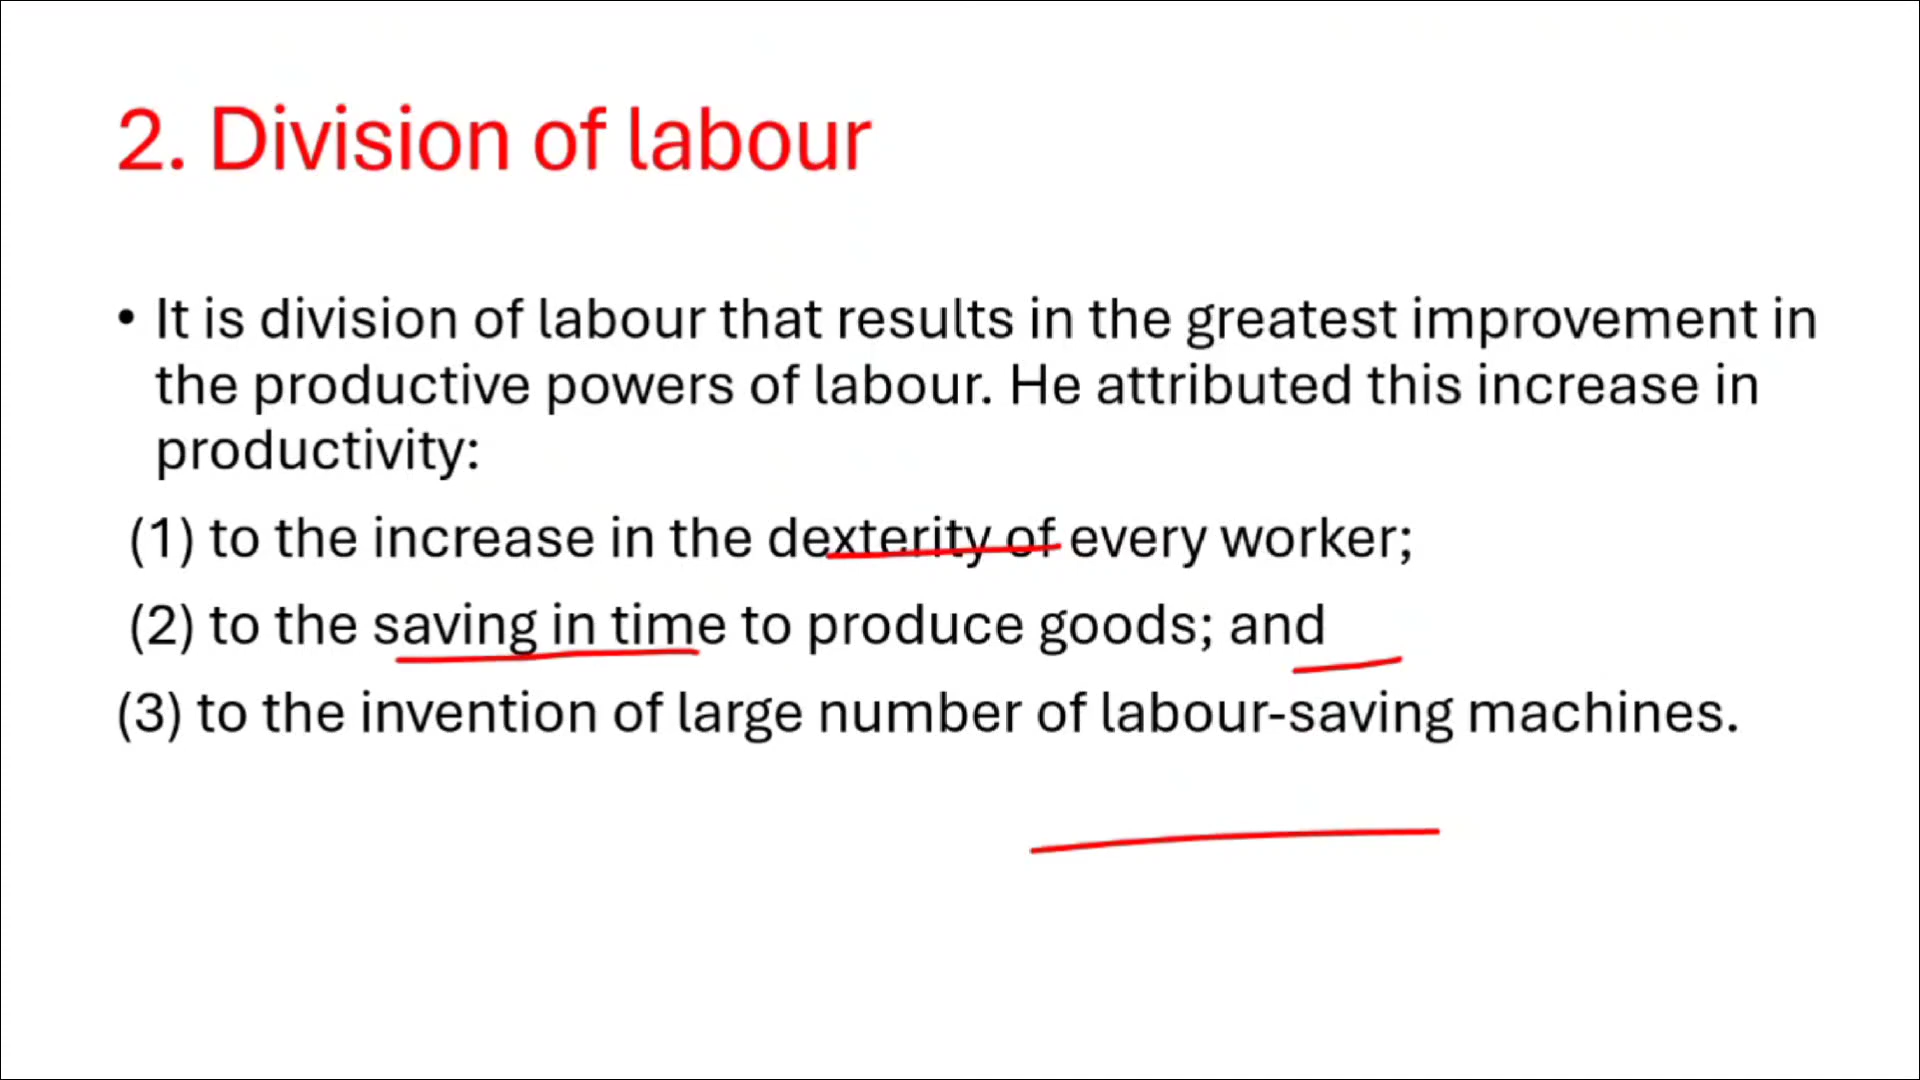 2. Division of labour
• It is division of labour that results in the greatest improvement in
the productive powers of labour. He attributed this increase in
productivity:
(1) to the increase in the dexterity of every worker;
(2) to the saving in time to produce goods; and
(3) to the invention of large number of labour-saving machines.